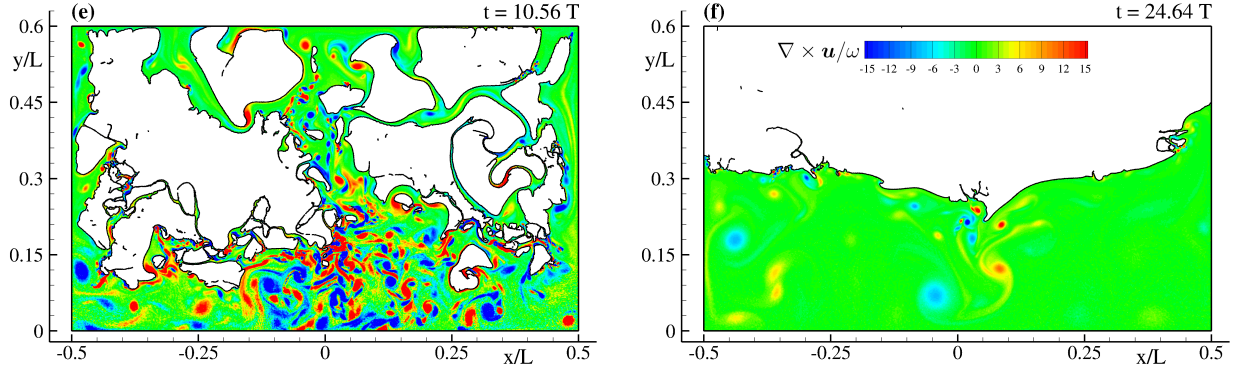 (e) t = 10.56 T
0.6
y/L
0.45
0.3
0.15
0
-0.5 -0.25 0 0.25 x/L 0.5
(f) t = 24.64 T
0.6
y/L
∇ × u/ω
-15 -12 -9 -6 -3 0 3 6 9 12 15
0.45
0.3
0.15
0
-0.5 -0.25 0 0.25 x/L 0.5